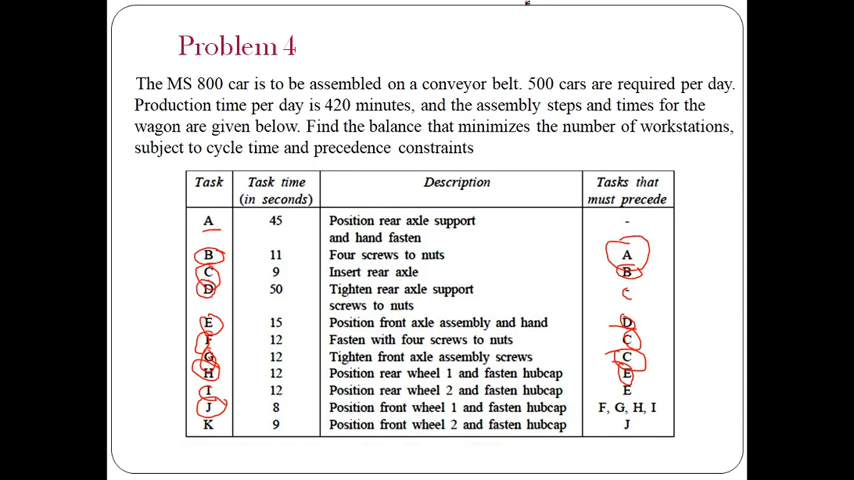 Problem 4
The MS 800 car is to be assembled on a conveyor belt. 500 cars are required per day.
Production time per day is 420 minutes, and the assembly steps and times for the
wagon are given below. Find the balance that minimizes the number of workstations,
subject to cycle time and precedence constraints
Task Task time Description Tasks that
(in seconds) must precede
A 45 Position rear axle support -
and hand fasten
B 11 Four screws to nuts A
C 9 Insert rear axle B
D 50 Tighten rear axle support - C
screws to nuts
E 15 Position front axle assembly and hand D
F 12 Fasten with four screws to nuts C
G 12 Tighten front axle assembly screws C
H 12 Position rear wheel 1 and fasten hubcap E
I 12 Position rear wheel 2 and fasten hubcap E
J 8 Position front wheel 1 and fasten hubcap F, G, H, I
K 9 Position front wheel 2 and fasten hubcap J